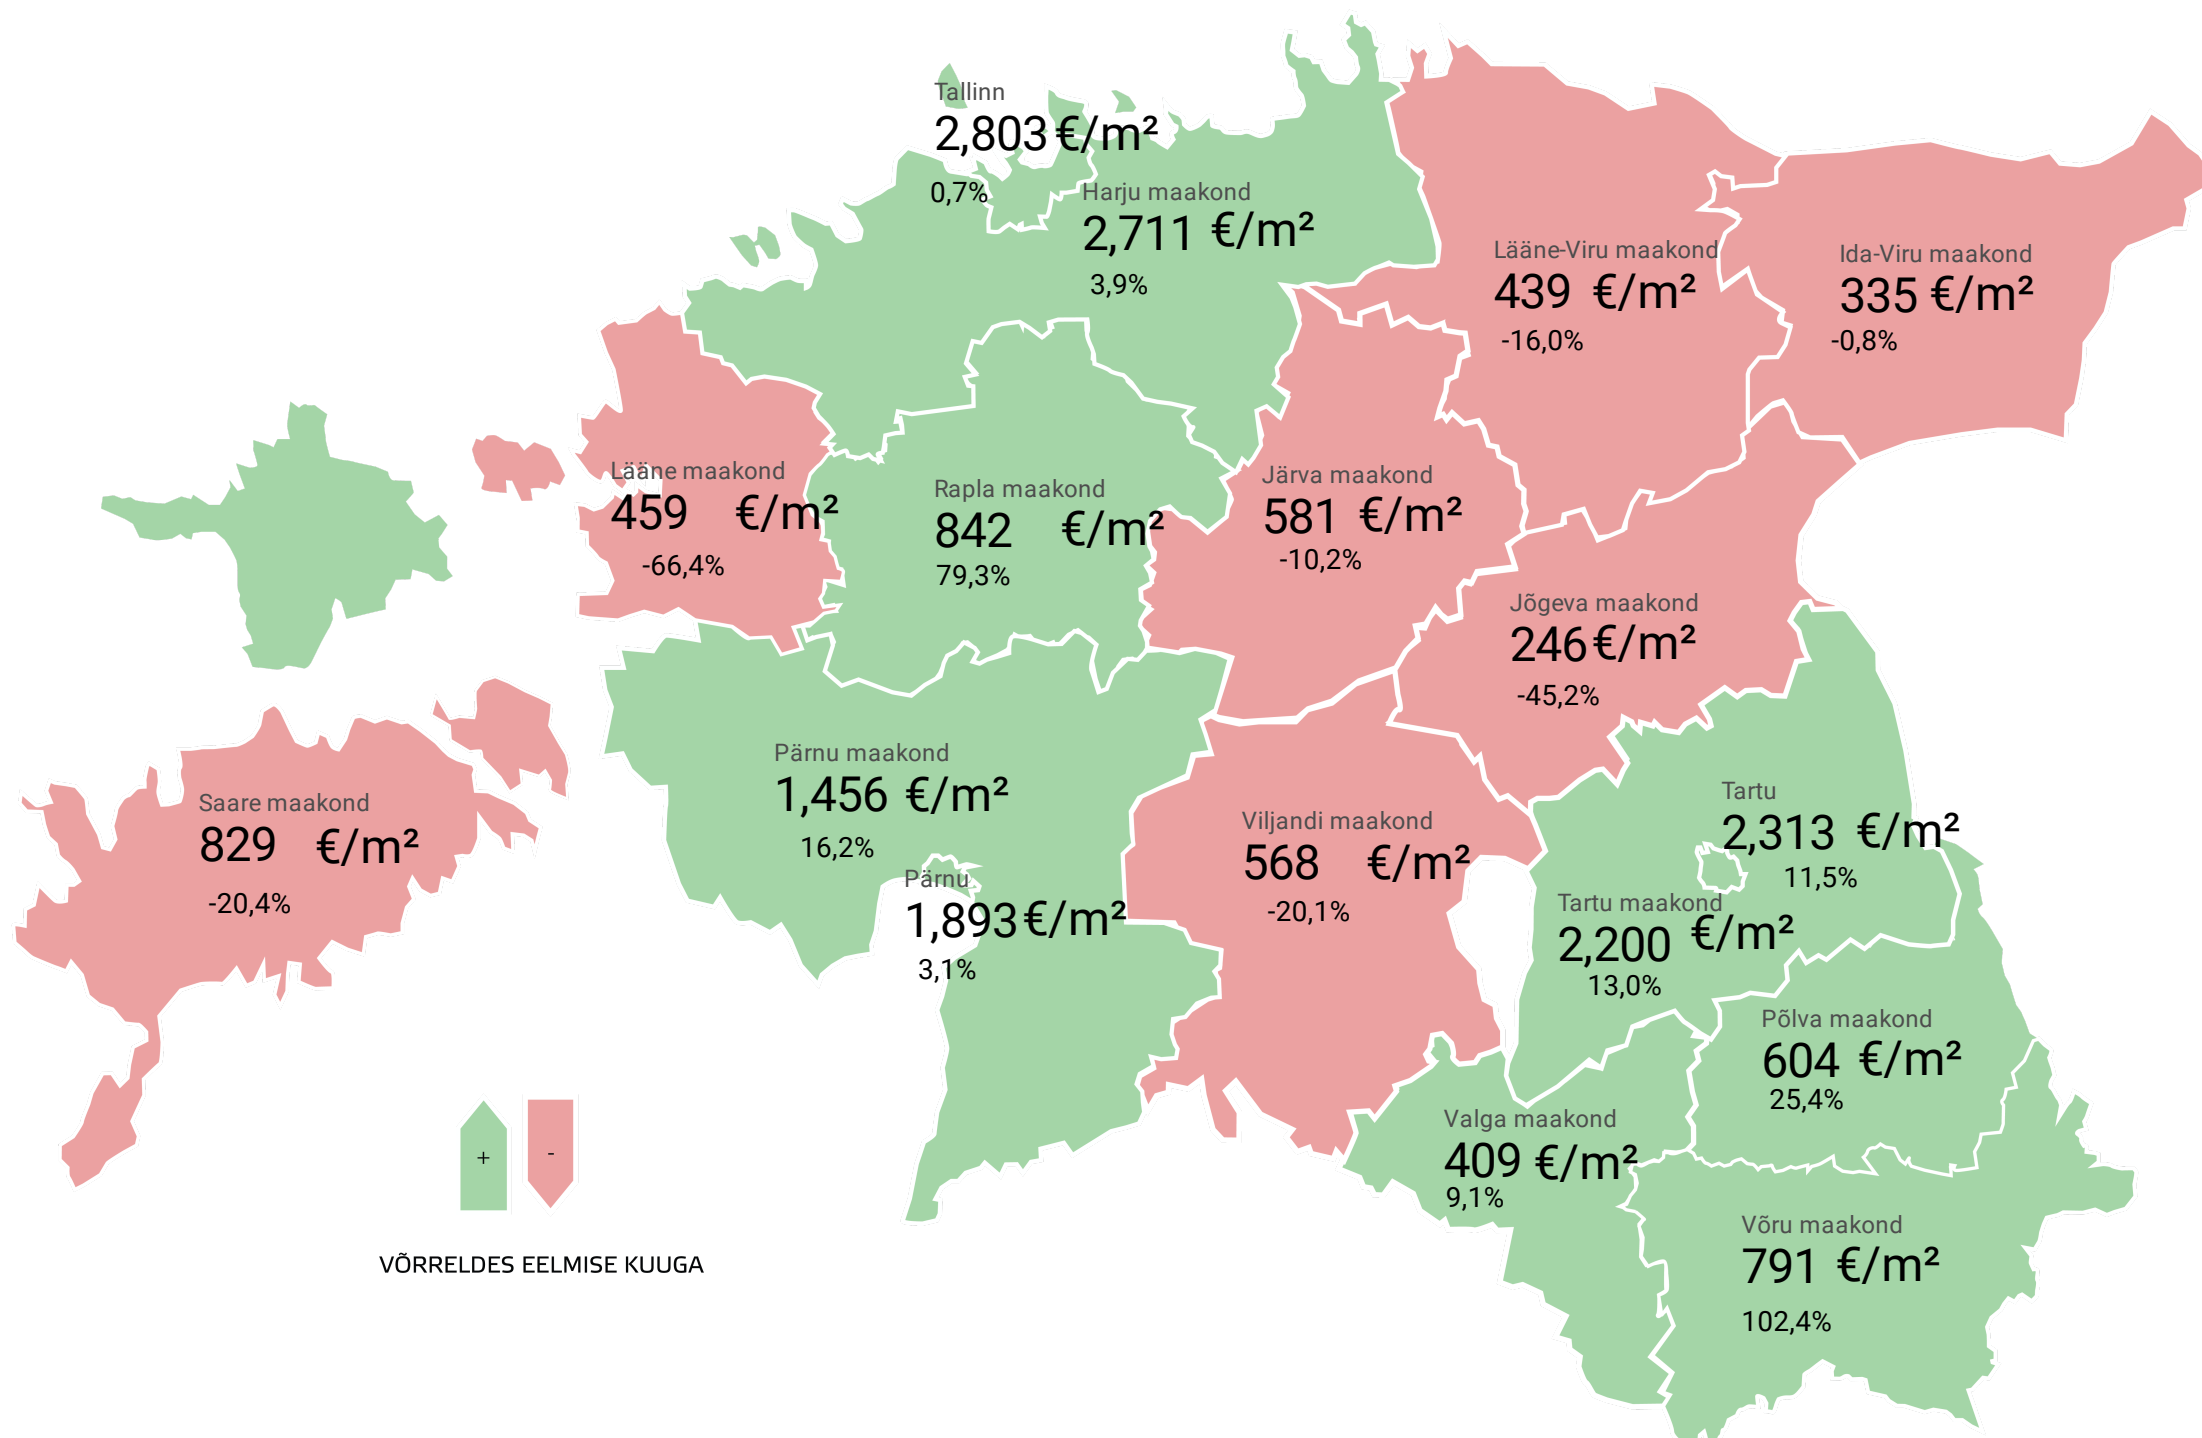 Tallinn
2,803 €/m²
0,7%
Harju maakond
2,711 €/m²
3,9%
Lääne-Viru maakond
439 €/m²
-16,0%
Ida-Viru maakond
335 €/m²
-0,8%
Lääne maakond
459 €/m²
-66,4%
Rapla maakond
842 €/m²
79,3%
Järva maakond
581 €/m²
-10,2%
Jõgeva maakond
246 €/m²
-45,2%
Saare maakond
829 €/m²
-20,4%
Pärnu maakond
1,456 €/m²
16,2%
Pärnu
1,893 €/m²
3,1%
Viljandi maakond
568 €/m²
-20,1%
Tartu
2,313 €/m²
11,5%
Tartu maakond
2,200 €/m²
13,0%
Põlva maakond
604 €/m²
25,4%
Valga maakond
409 €/m²
9,1%
Võru maakond
791 €/m²
102,4%
+ -
VÕRRELDES EELMISE KUUGA